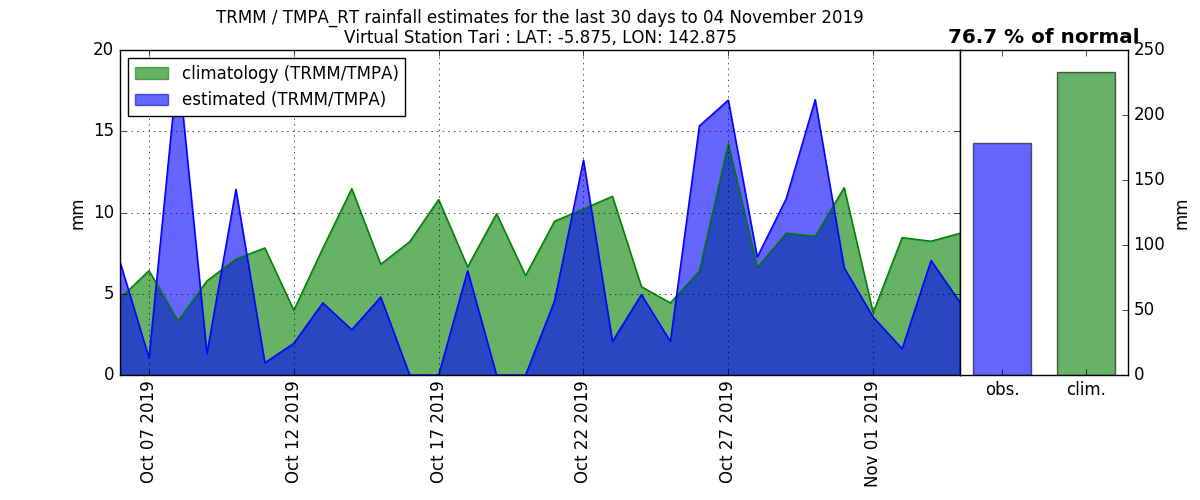 TRMM / TMPA_RT rainfall estimates for the last 30 days to 04 November 2019
Virtual Station Tari : LAT: -5.875, LON: 142.875
76.7 % of normal
climatology (TRMM/TMPA)
estimated (TRMM/TMPA)
20
15
10
5
0
mm
250
200
150
100
50
0
mm
obs.
clim.
Oct 07 2019
Oct 12 2019
Oct 17 2019
Oct 22 2019
Oct 27 2019
Nov 01 2019